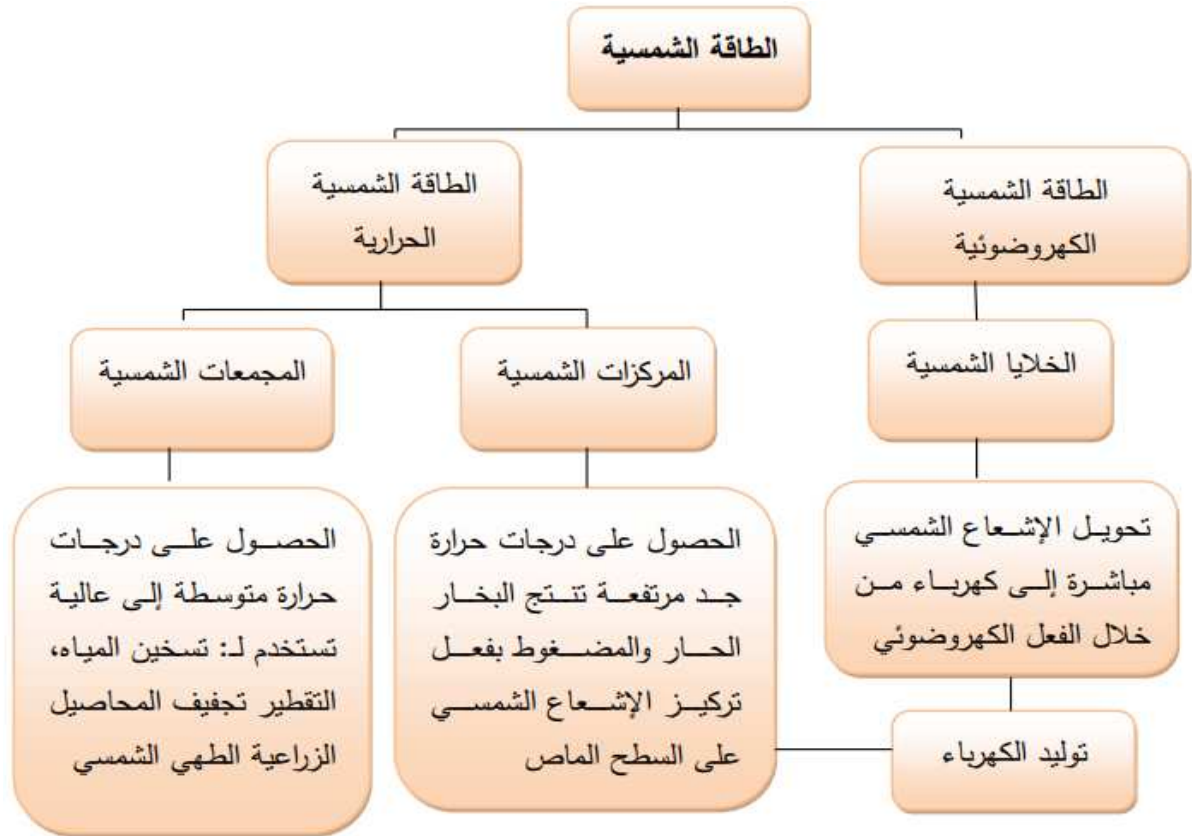 الطاقة الشمسية
الطاقة الشمسية
الكهروضوئية
الطاقة الشمسية
الحرارية
الخلايا الشمسية
المركزات الشمسية
المجمعات الشمسية
تحويل الإشعاع الشمسي
مباشرة إلى كهرباء من
خلال الفعل الكهروضوئي
الحصول على درجات حرارة
جد مرتفعة تنتج البخار
الحار والمضغوط بفعل
تركيز الإشعاع الشمسي
على السطح الماص
الحصول على درجات
حرارة متوسطة إلى عالية
تستخدم لـ: تسخين المياه،
التقطير تجفيف المحاصيل
الزراعية الطهي الشمسي
توليد الكهرباء